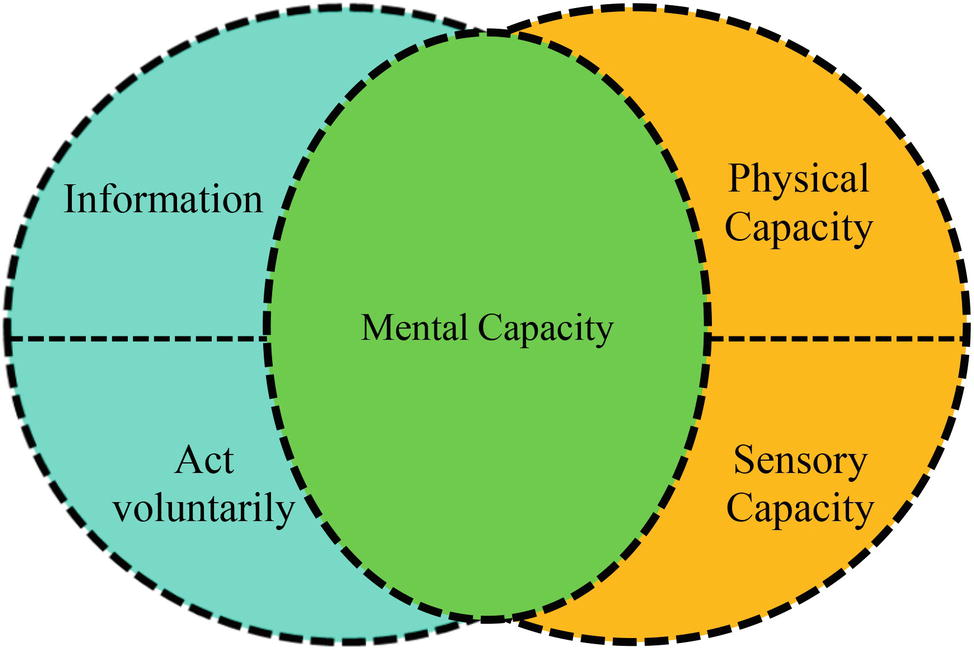 Information
Physical
Capacity
Mental Capacity
Act
voluntarily
Sensory
Capacity